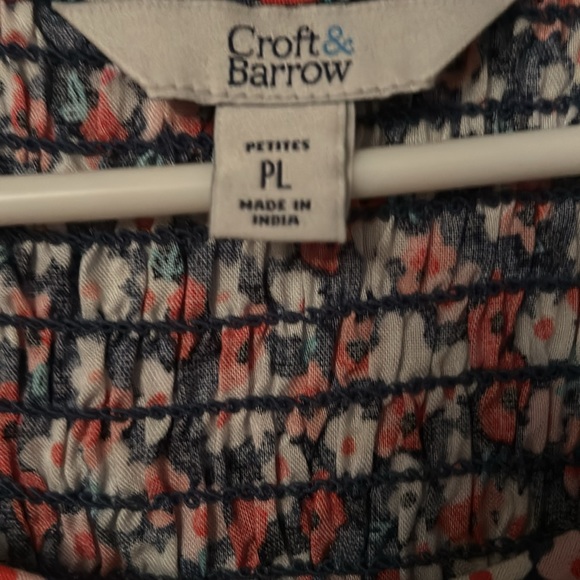 Croft&
Barrow
PETITES
PL
MADE IN
INDIA